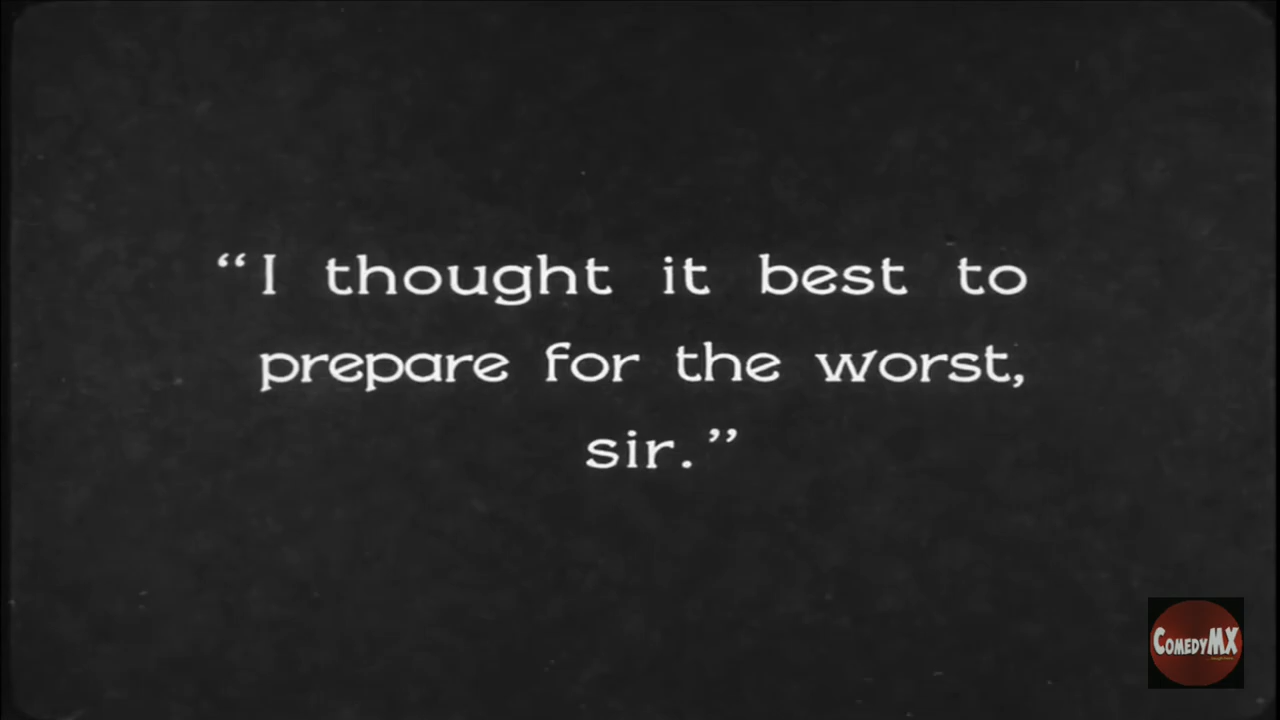 “I thought it best to
prepare for the worst,
sir.”
COMEDYMX